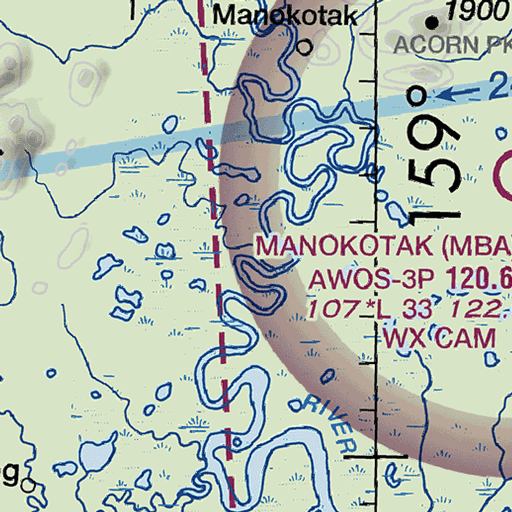 Manokotak
1900
ACORN PK
159°
MANOKOTAK (MBA
AWOS-3P 120.6
107 *L 33 122.
WX CAM
RIVER